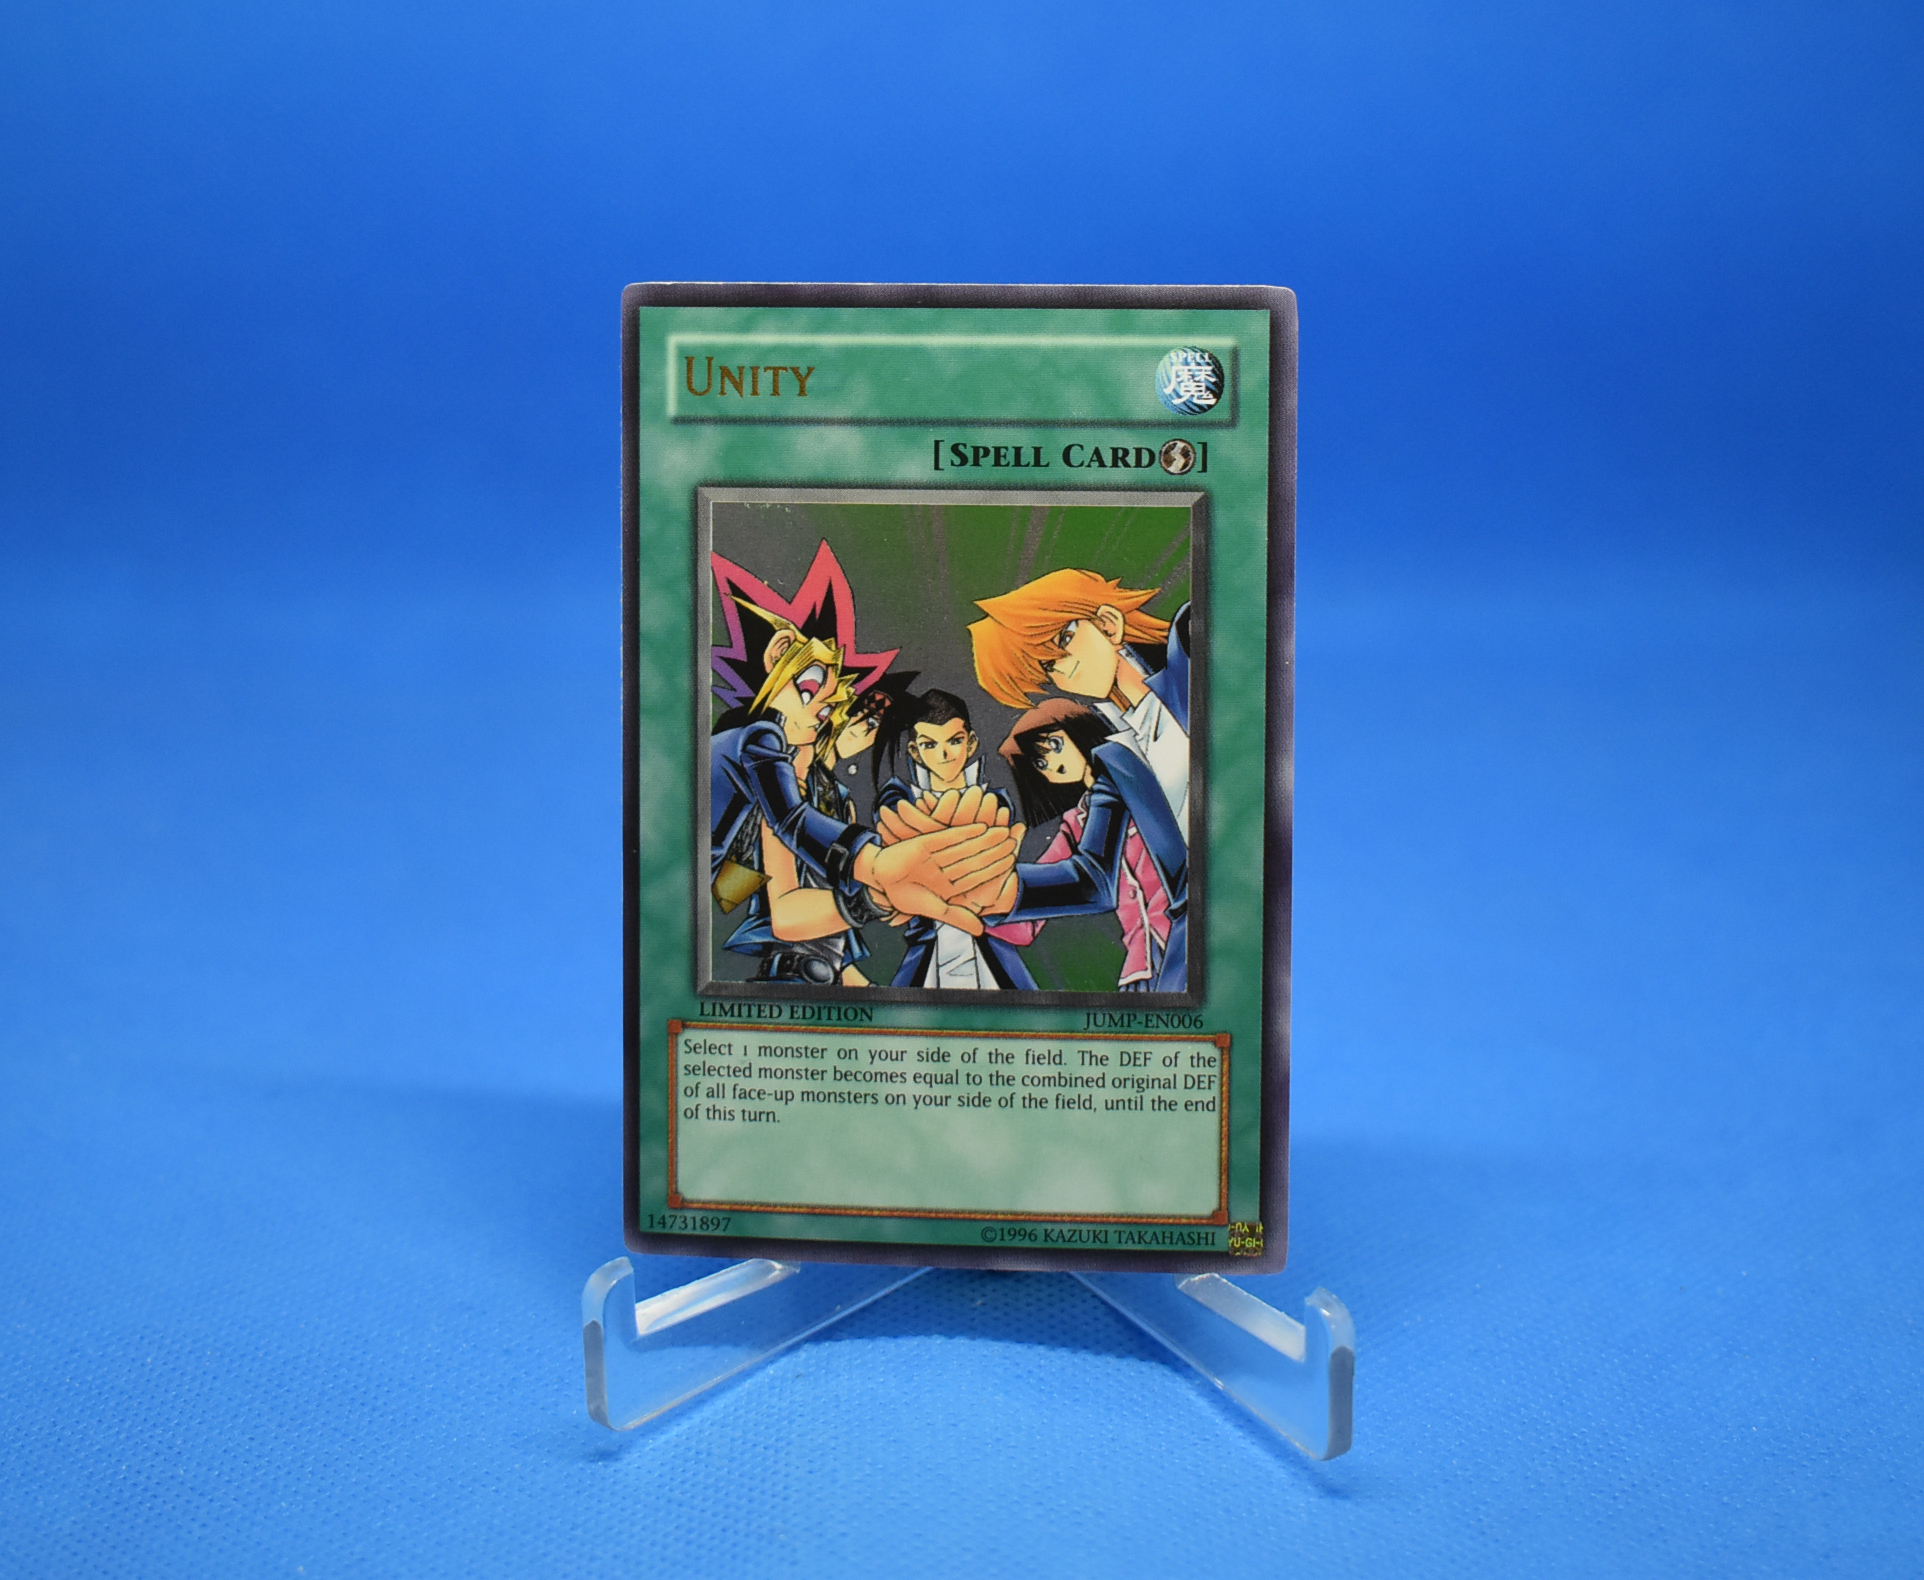 UNITY
SPELL
魔
[SPELL CARD]
LIMITED EDITION JUMP-EN006
Select 1 monster on your side of the field. The DEF of the
selected monster becomes equal to the combined original DEF
of all face-up monsters on your side of the field, until the end
of this turn.
14731897 ©1996 KAZUKI TAKAHASHI
YU-GI-